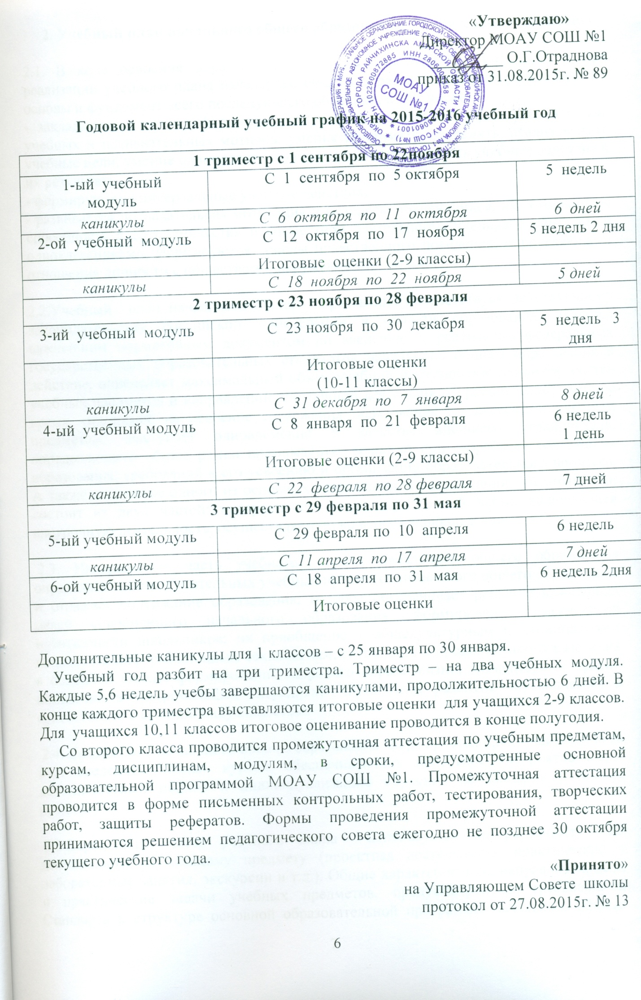 «Утверждаю»
Директор МОАУ СОШ №1
__________ О.Г.Отраднова
приказ от 31.08.2015г. № 89
МОАУ
СОШ №1
Годовой календарный учебный график на 2015-2016 учебный год
1 триместр с 1 сентября по 22ноября
1-ый учебный модуль С 1 сентября по 5 октября 5 недель
каникулы С 6 октября по 11 октября 6 дней
2-ой учебный модуль С 12 октября по 17 ноября 5 недель 2 дня
Итоговые оценки (2-9 классы)
каникулы С 18 ноября по 22 ноября 5 дней
2 триместр с 23 ноября по 28 февраля
3-ий учебный модуль С 23 ноября по 30 декабря 5 недель 3 дня
Итоговые оценки
(10-11 классы)
каникулы С 31 декабря по 7 января 8 дней
4-ый учебный модуль С 8 января по 21 февраля 6 недель 1 день
Итоговые оценки (2-9 классы)
каникулы С 22 февраля по 28 февраля 7 дней
3 триместр с 29 февраля по 31 мая
5-ый учебный модуль С 29 февраля по 10 апреля 6 недель
каникулы С 11 апреля по 17 апреля 7 дней
6-ой учебный модуль С 18 апреля по 31 мая 6 недель 2дня
Итоговые оценки
Дополнительные каникулы для 1 классов – с 25 января по 30 января.
Учебный год разбит на три триместра. Триместр – на два учебных модуля.
Каждые 5,6 недель учебы завершаются каникулами, продолжительностью 6 дней. В
конце каждого триместра выставляются итоговые оценки для учащихся 2-9 классов.
Для учащихся 10,11 классов итоговое оценивание проводится в конце полугодия.
Со второго класса проводится промежуточная аттестация по учебным предметам,
курсам, дисциплинам, модулям, в сроки, предусмотренные основной
образовательной программой МОАУ СОШ №1. Промежуточная аттестация
проводится в форме письменных контрольных работ, тестирования, творческих
работ, защиты рефератов. Формы проведения промежуточной аттестации
принимаются решением педагогического совета ежегодно не позднее 30 октября
текущего учебного года.
«Принято»
на Управляющем Совете школы
протокол от 27.08.2015г. № 13
6